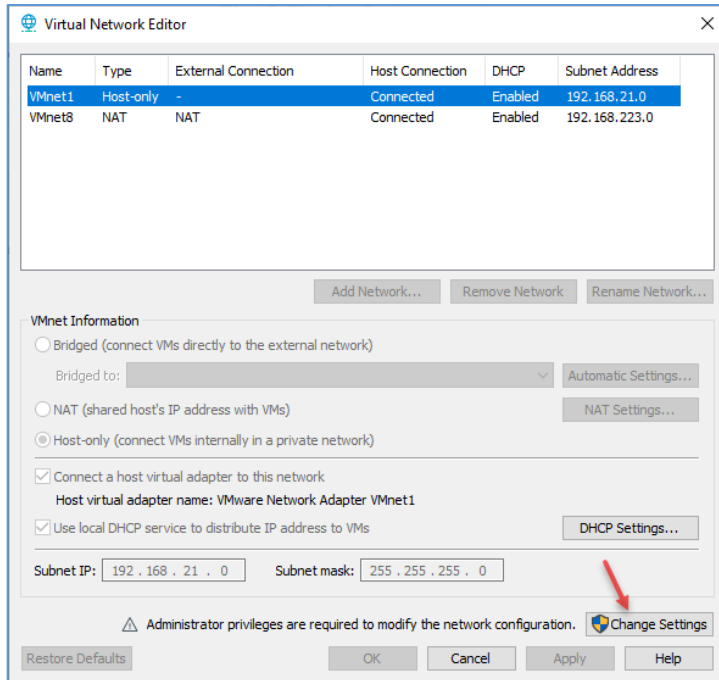 Virtual Network Editor
Name Type External Connection Host Connection DHCP Subnet Address
VMnet1 Host-only - Connected Enabled 192.168.21.0
VMnet8 NAT NAT Connected Enabled 192.168.223.0
Add Network... Remove Network Rename Network...
VMnet Information
Bridged (connect VMs directly to the external network)
Bridged to: Automatic Settings...
NAT (shared host's IP address with VMs) NAT Settings...
Host-only (connect VMs internally in a private network)
Connect a host virtual adapter to this network
Host virtual adapter name: VMware Network Adapter VMnet1
Use local DHCP service to distribute IP address to VMs DHCP Settings...
Subnet IP: 192 . 168 . 21 . 0 Subnet mask: 255 . 255 . 255 . 0
Administrator privileges are required to modify the network configuration. Change Settings
Restore Defaults OK Cancel Apply Help